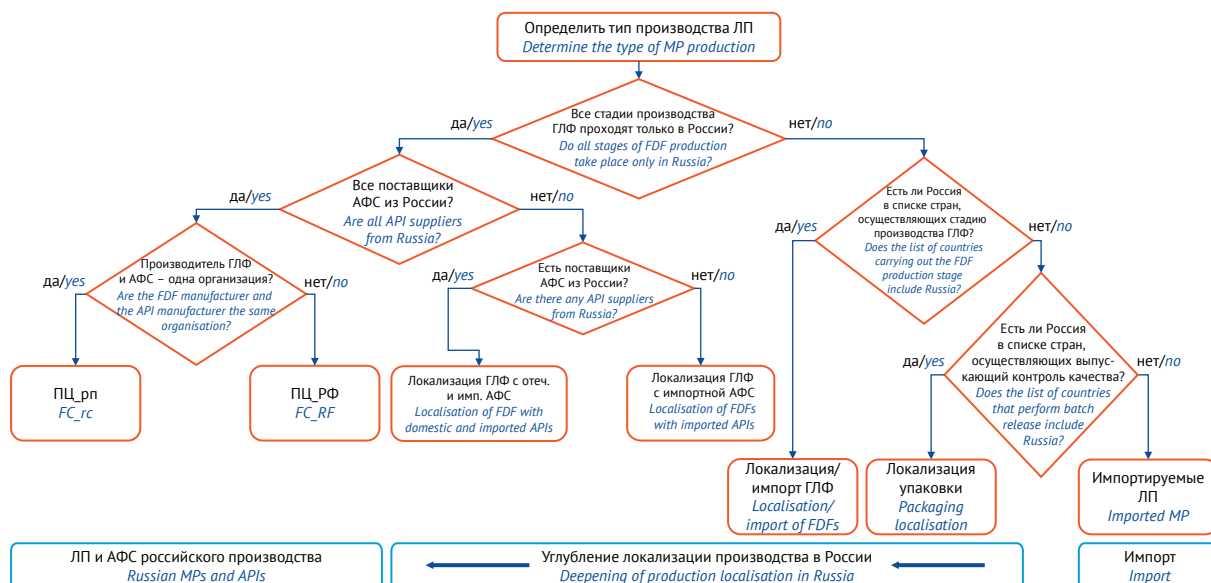 Определить тип производства ЛП
Determine the type of MP production
Все стадии производства
ГЛФ проходят только в России?
Do all stages of FDF production
take place only in Russia?
да/yes
нет/no
Все поставщики
АФС из России?
Are all API suppliers
from Russia?
да/yes
нет/no
Есть ли Россия
в списке стран,
осуществляющих стадию
производства ГЛФ?
Does the list of countries
carrying out the FDF
production stage
include Russia?
да/yes
нет/no
Производитель ГЛФ
и АФС – одна организация?
Are the FDF manufacturer and
the API manufacturer the same
organisation?
да/yes
нет/no
Есть поставщики
АФС из России?
Are there any API suppliers
from Russia?
да/yes
нет/no
Есть ли Россия
в списке стран,
осуществляющих выпус-
кающий контроль качества?
Does the list of countries
that perform batch
release include
Russia?
да/yes
нет/no
ПЦ_рп
FC_rc
ПЦ_РФ
FC_RF
Локализация ГЛФ с отеч.
и имп. АФС
Localisation of FDF with
domestic and imported APIs
Локализация ГЛФ
с импортной АФС
Localisation of FDFs
with imported APIs
Локализация/
импорт ГЛФ
Localisation/
import of FDFs
Локализация
упаковки
Packaging
localisation
Импортируемые
ЛП
Imported MP
ЛП и АФС российского производства
Russian MPs and APIs
Углубление локализации производства в России
Deepening of production localisation in Russia
Импорт
Import